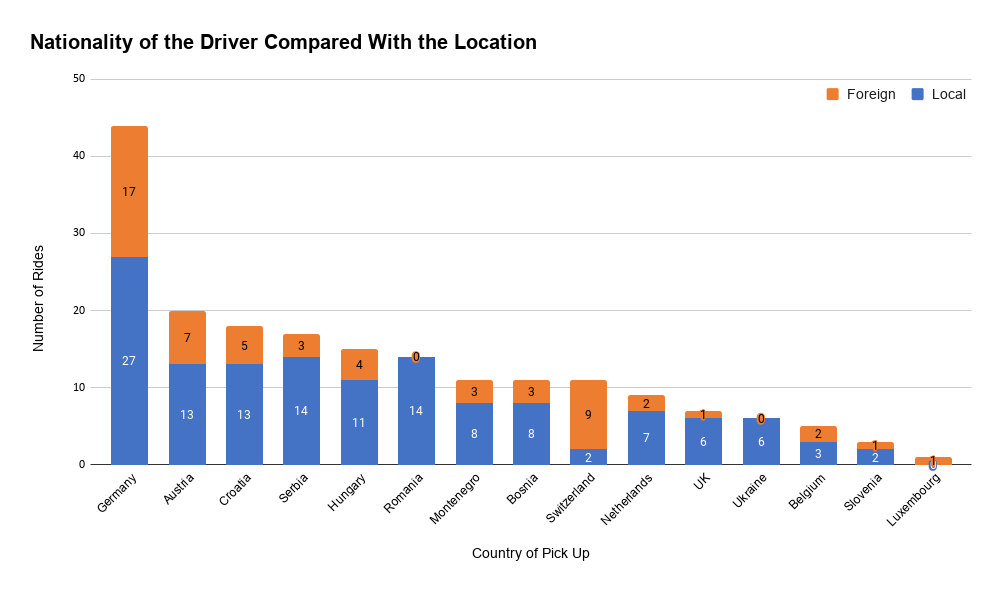 Nationality of the Driver Compared With the Location
Foreign Local
Number of Rides
50
40
30
20
10
0
17
27
7
13
5
13
3
14
4
11
0
14
3
8
3
8
9
2
2
7
1
6
0
6
2
3
1
2
1
0
Germany
Austria
Croatia
Serbia
Hungary
Romania
Montenegro
Bosnia
Switzerland
Netherlands
UK
Ukraine
Belgium
Slovenia
Luxembourg
Country of Pick Up